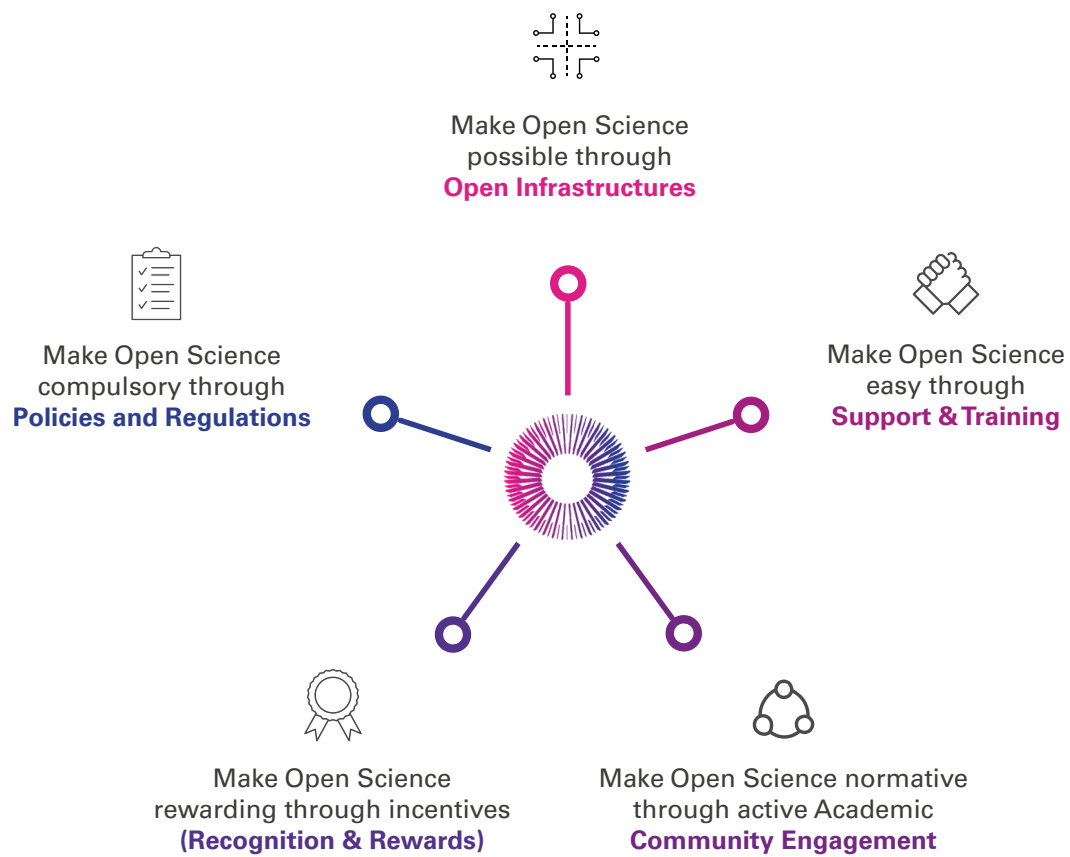 Make Open Science
possible through
Open Infrastructures
Make Open Science
compulsory through
Policies and Regulations
Make Open Science
easy through
Support & Training
Make Open Science
rewarding through incentives
(Recognition & Rewards)
Make Open Science normative
through active Academic
Community Engagement